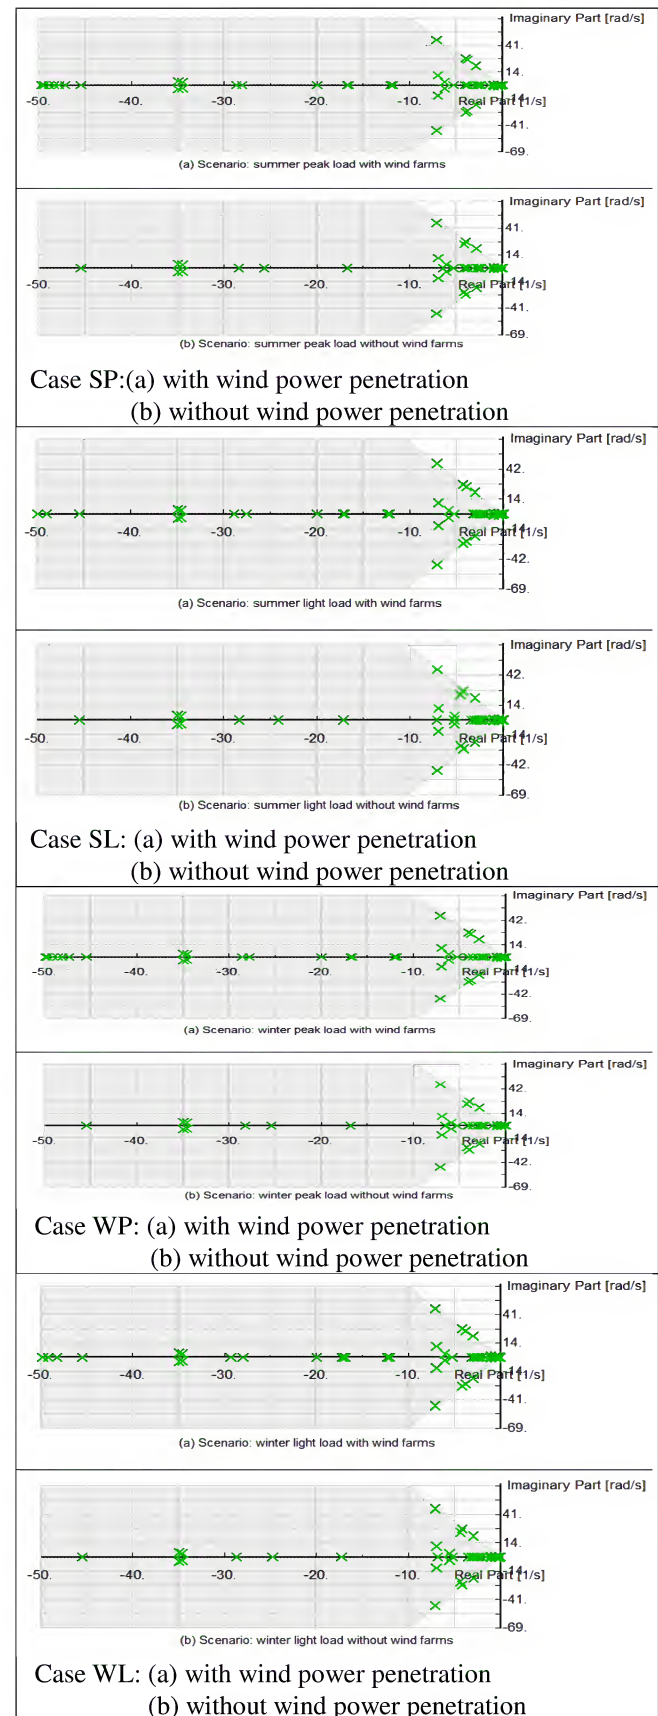 Imaginary Part [rad/s]
41.
14.
-50. -40. -30. -20. -10. Real Part [1/s]
-14.
-41.
-69.
(a) Scenario: summer peak load with wind farms
Imaginary Part [rad/s]
41.
14.
-50. -40. -30. -20. -10. Real Part [1/s]
-14.
-41.
-69.
(b) Scenario: summer peak load without wind farms
Case SP:(a) with wind power penetration
(b) without wind power penetration
Imaginary Part [rad/s]
42.
14.
-50. -40. -30. -20. -10. Real Part [1/s]
-14.
-42.
-69.
(a) Scenario: summer light load with wind farms
Imaginary Part [rad/s]
42.
14.
-50. -40. -30. -20. -10. Real Part [1/s]
-14.
-42.
-69.
(b) Scenario: summer light load without wind farms
Case SL: (a) with wind power penetration
(b) without wind power penetration
Imaginary Part [rad/s]
42.
14.
-50. -40. -30. -20. -10. Real Part [1/s]
-14.
-42.
-69.
(a) Scenario: winter peak load with wind farms
Imaginary Part [rad/s]
42.
14.
-50. -40. -30. -20. -10. Real Part [1/s]
-14.
-42.
-69.
(b) Scenario: winter peak load without wind farms
Case WP: (a) with wind power penetration
(b) without wind power penetration
Imaginary Part [rad/s]
41.
14.
-50. -40. -30. -20. -10. Real Part [1/s]
-14.
-41.
-69.
(a) Scenario: winter light load with wind farms
Imaginary Part [rad/s]
41.
14.
-50. -40. -30. -20. -10. Real Part [1/s]
-14.
-41.
-69.
(b) Scenario: winter light load without wind farms
Case WL: (a) with wind power penetration
(b) without wind power penetration